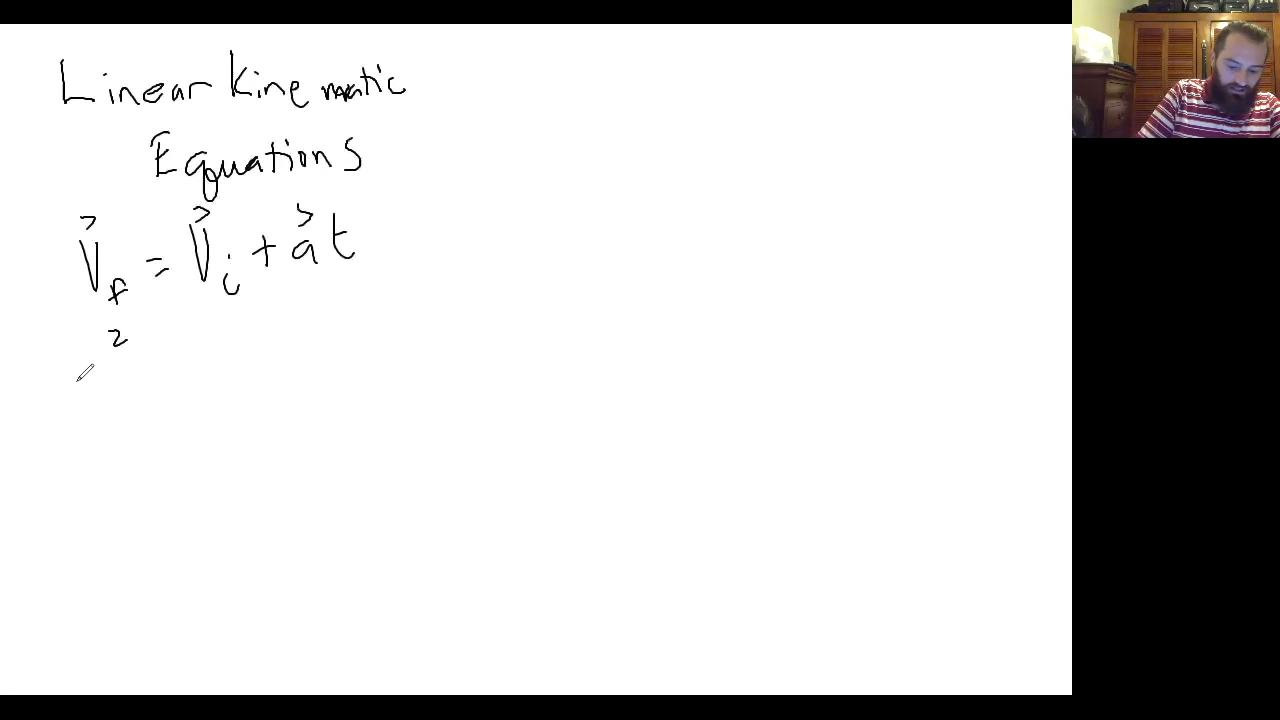 Linear Kinematic
Equations
V⃗f = V⃗i + a⃗t
2